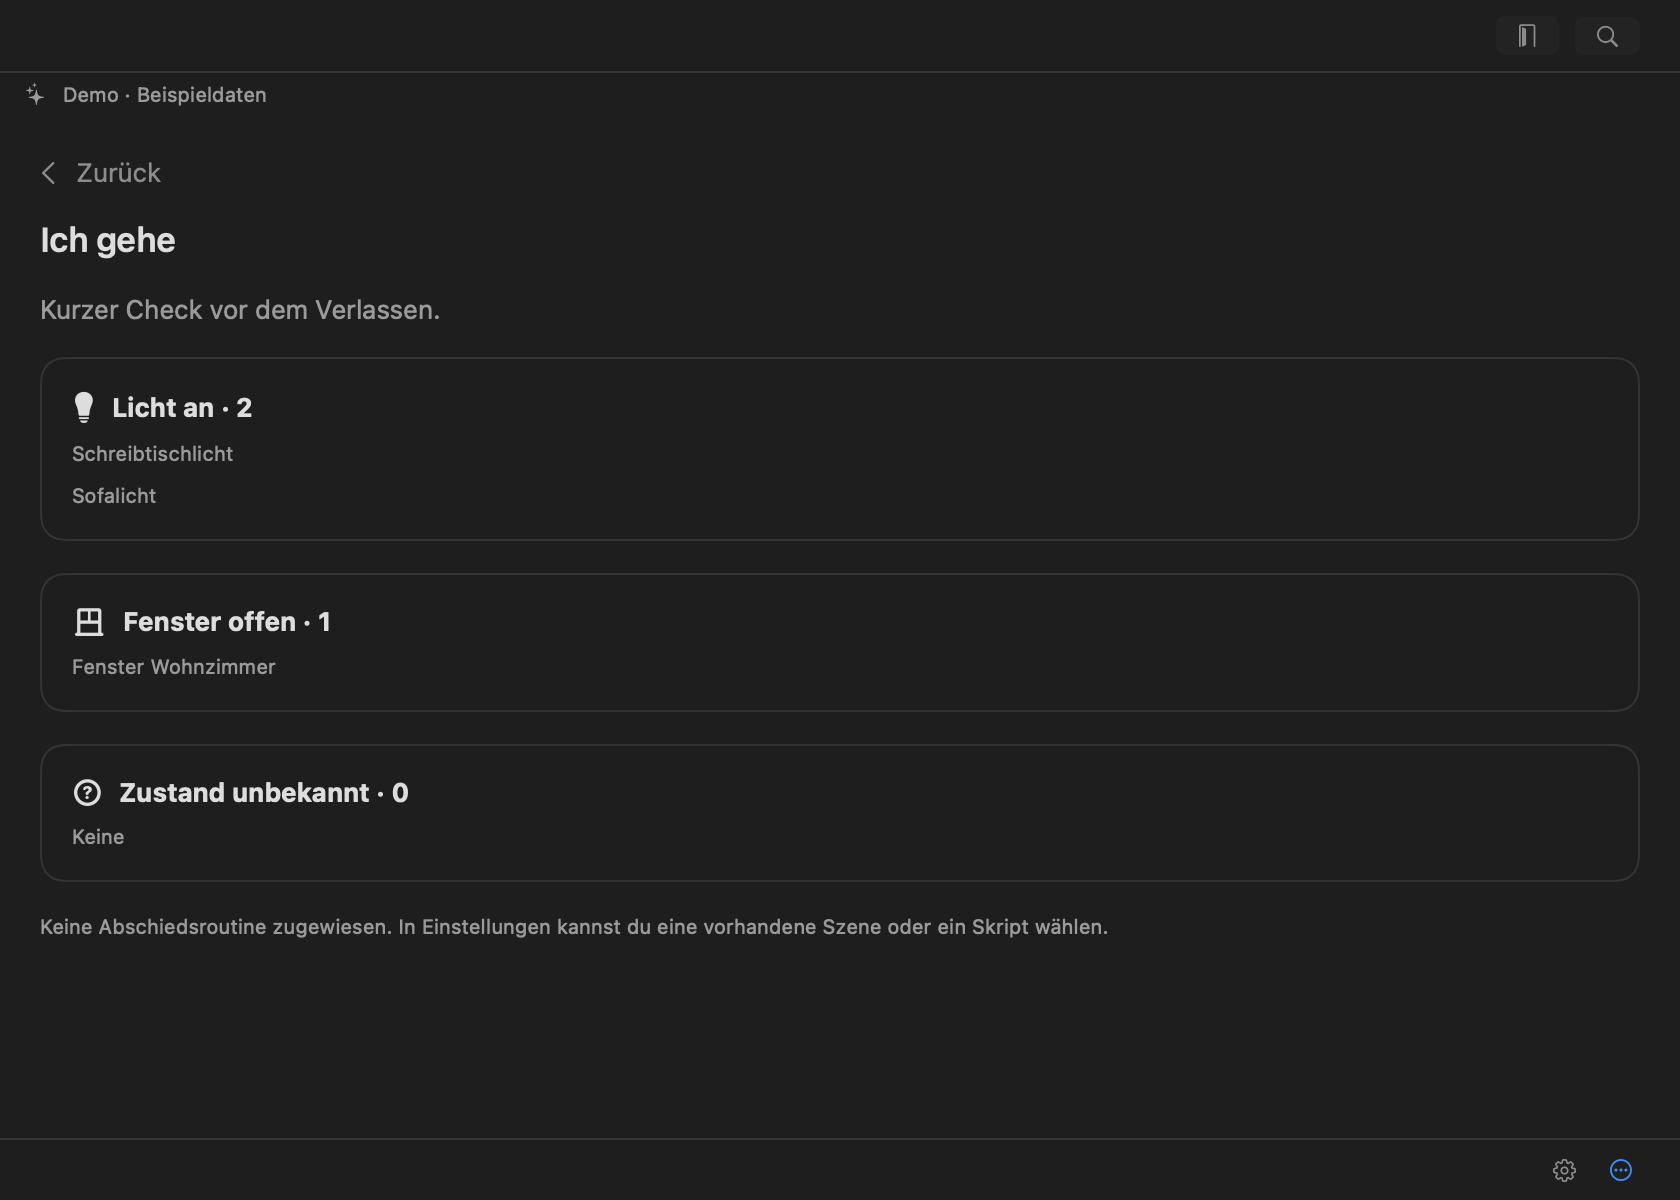 Demo · Beispieldaten
Zurück
Ich gehe
Kurzer Check vor dem Verlassen.
Licht an · 2
Schreibtischlicht
Sofalicht
Fenster offen · 1
Fenster Wohnzimmer
Zustand unbekannt · 0
Keine
Keine Abschiedsroutine zugewiesen. In Einstellungen kannst du eine vorhandene Szene oder ein Skript wählen.